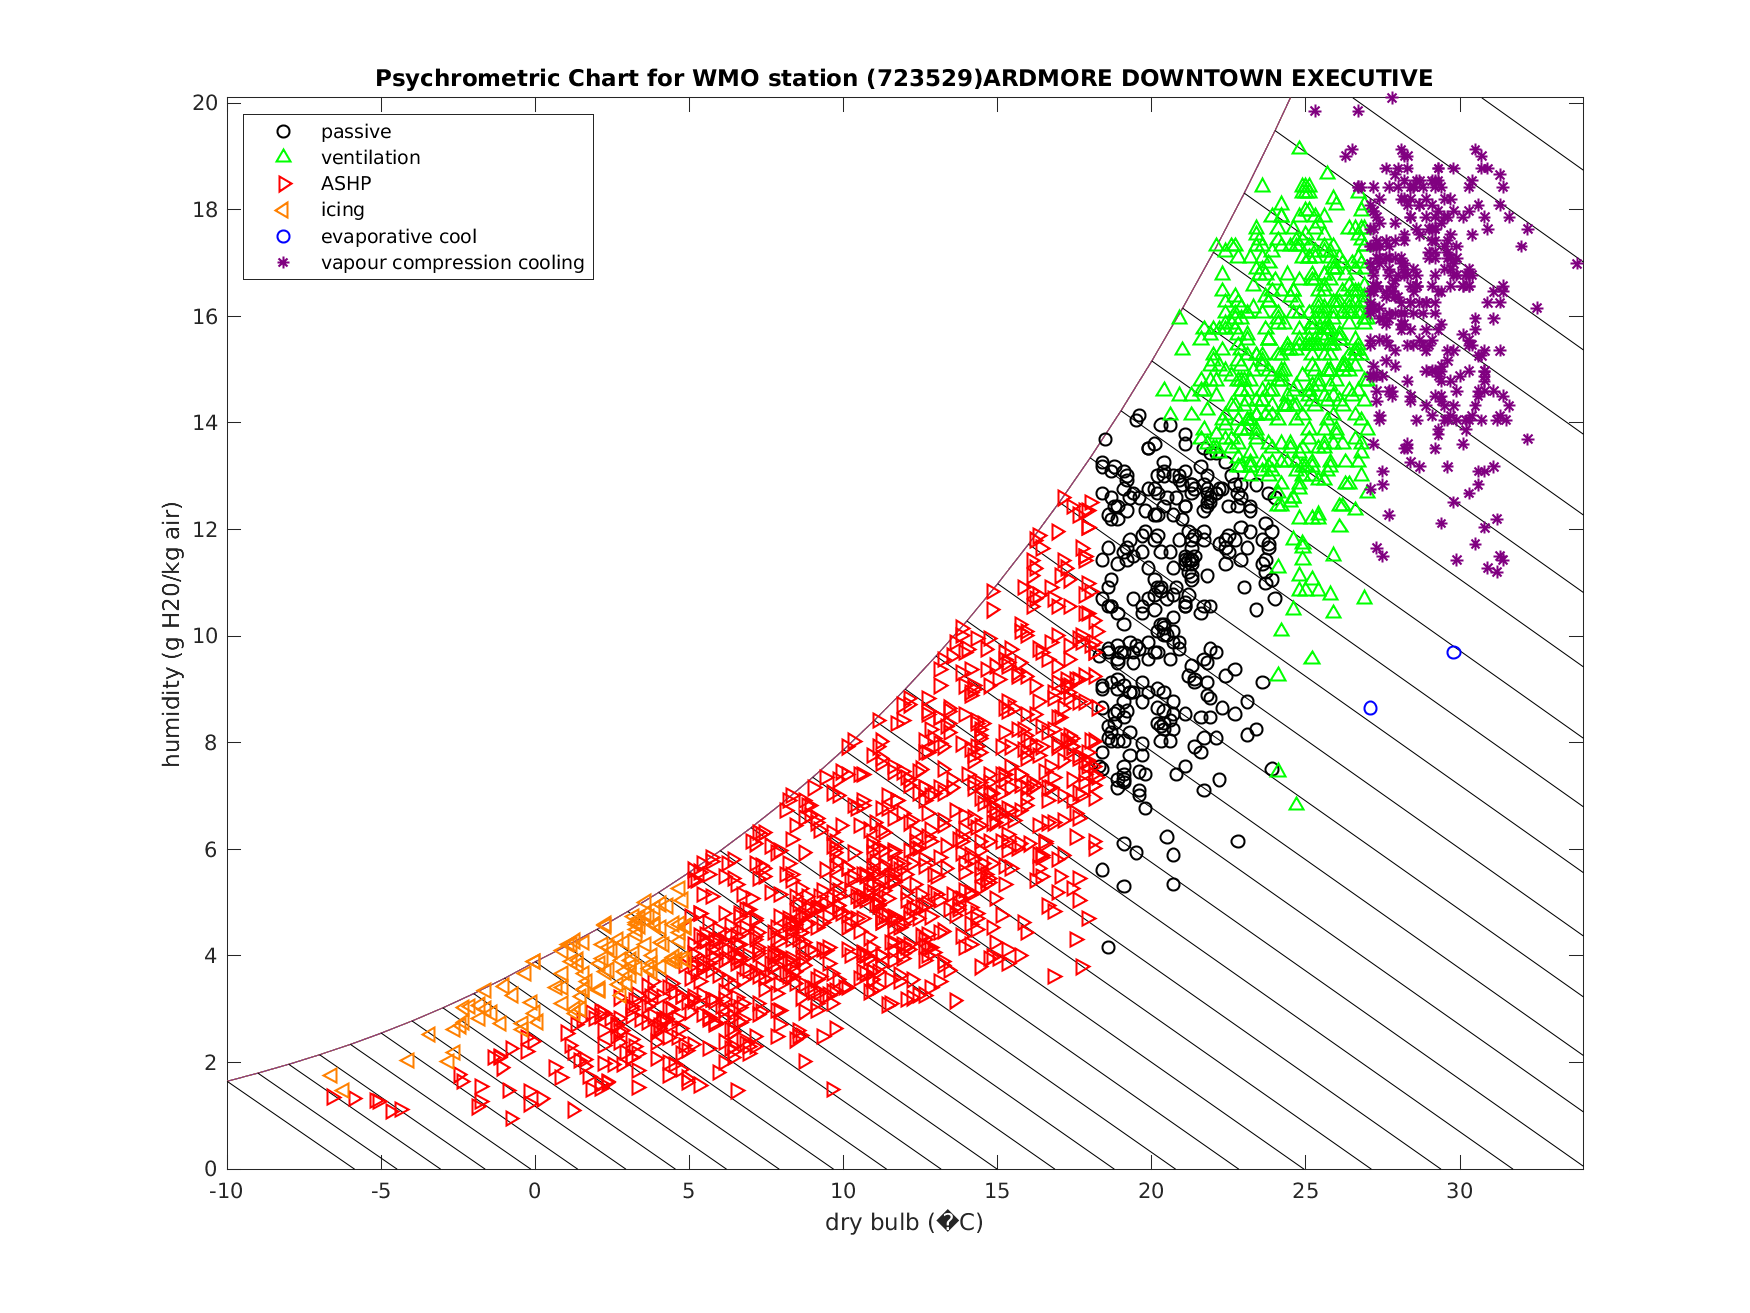 Psychrometric Chart for WMO station (723529)ARDMORE DOWNTOWN EXECUTIVE
passive
ventilation
ASHP
icing
evaporative cool
vapour compression cooling
humidity (g H20/kg air)
20
18
16
14
12
10
8
6
4
2
0
-10 -5 0 5 10 15 20 25 30
dry bulb (�C)